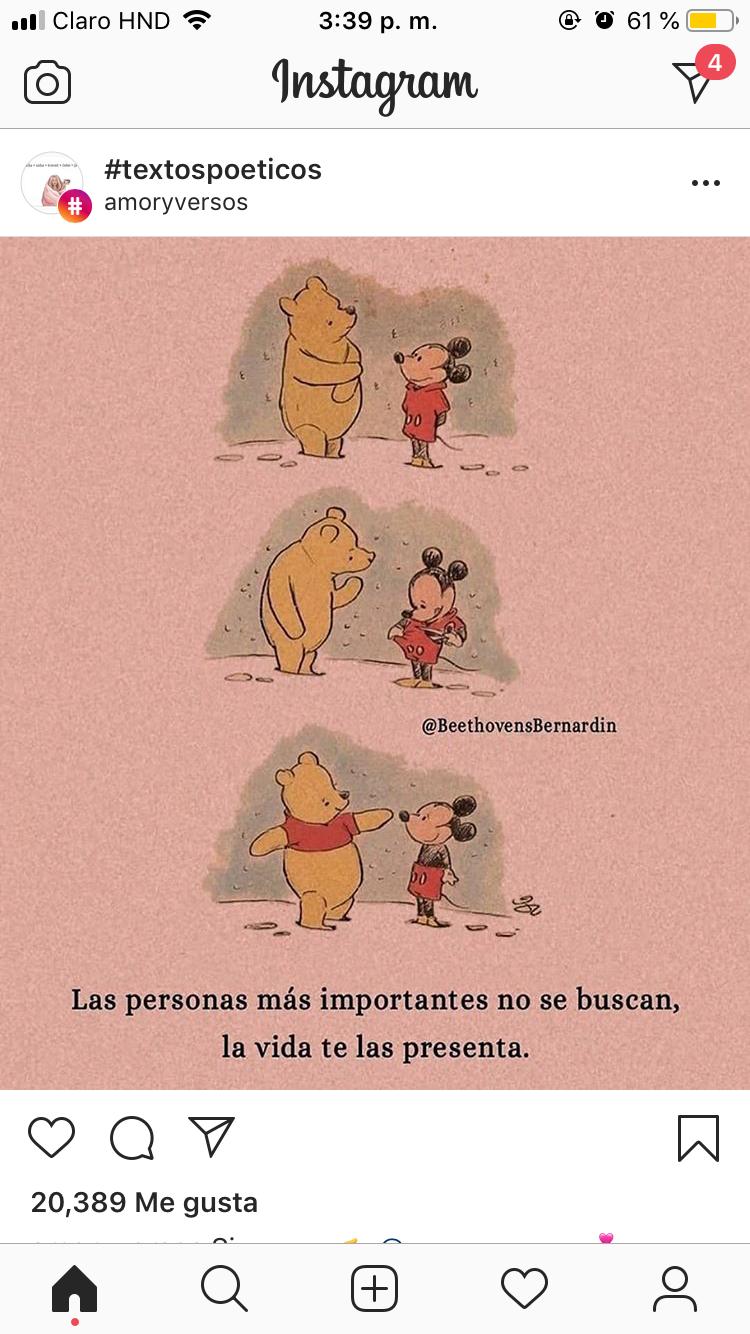 Claro HND
3:39 p. m.
61 %
Instagram
4
#textospoeticos
#
amoryversos
@BeethovensBernardin
Las personas más importantes no se buscan,
la vida te las presenta.
20,389 Me gusta